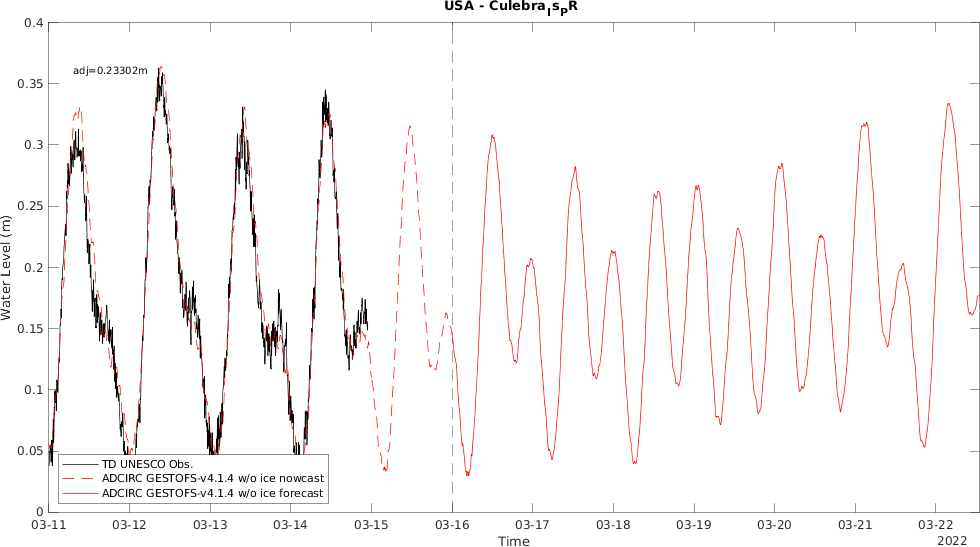 USA - Culebra_Is_PR
0.4
0.35
0.3
0.25
0.2
0.15
0.1
0.05
0
Water Level (m)
adj=0.23302m
TD UNESCO Obs.
ADCIRC GESTOFS-v4.1.4 w/o ice nowcast
ADCIRC GESTOFS-v4.1.4 w/o ice forecast
03-11 03-12 03-13 03-14 03-15 03-16 03-17 03-18 03-19 03-20 03-21 03-22
Time
2022